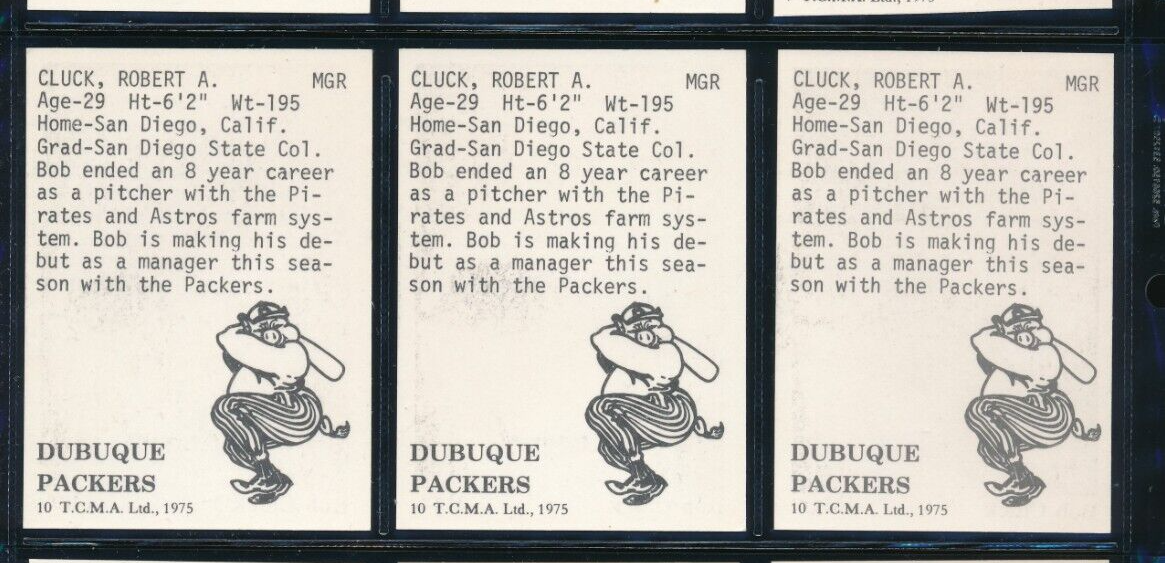 T.C.M.A. Ltd., 1975
CLUCK, ROBERT A. MGR
Age-29 Ht-6'2" Wt-195
Home-San Diego, Calif.
Grad-San Diego State Col.
Bob ended an 8 year career
as a pitcher with the Pi-
rates and Astros farm sys-
tem. Bob is making his de-
but as a manager this sea-
son with the Packers.
DUBUQUE
PACKERS
10 T.C.M.A. Ltd., 1975
CLUCK, ROBERT A. MGR
Age-29 Ht-6'2" Wt-195
Home-San Diego, Calif.
Grad-San Diego State Col.
Bob ended an 8 year career
as a pitcher with the Pi-
rates and Astros farm sys-
tem. Bob is making his de-
but as a manager this sea-
son with the Packers.
DUBUQUE
PACKERS
10 T.C.M.A. Ltd., 1975
CLUCK, ROBERT A. MGR
Age-29 Ht-6'2" Wt-195
Home-San Diego, Calif.
Grad-San Diego State Col.
Bob ended an 8 year career
as a pitcher with the Pi-
rates and Astros farm sys-
tem. Bob is making his de-
but as a manager this sea-
son with the Packers.
DUBUQUE
PACKERS
10 T.C.M.A. Ltd., 1975